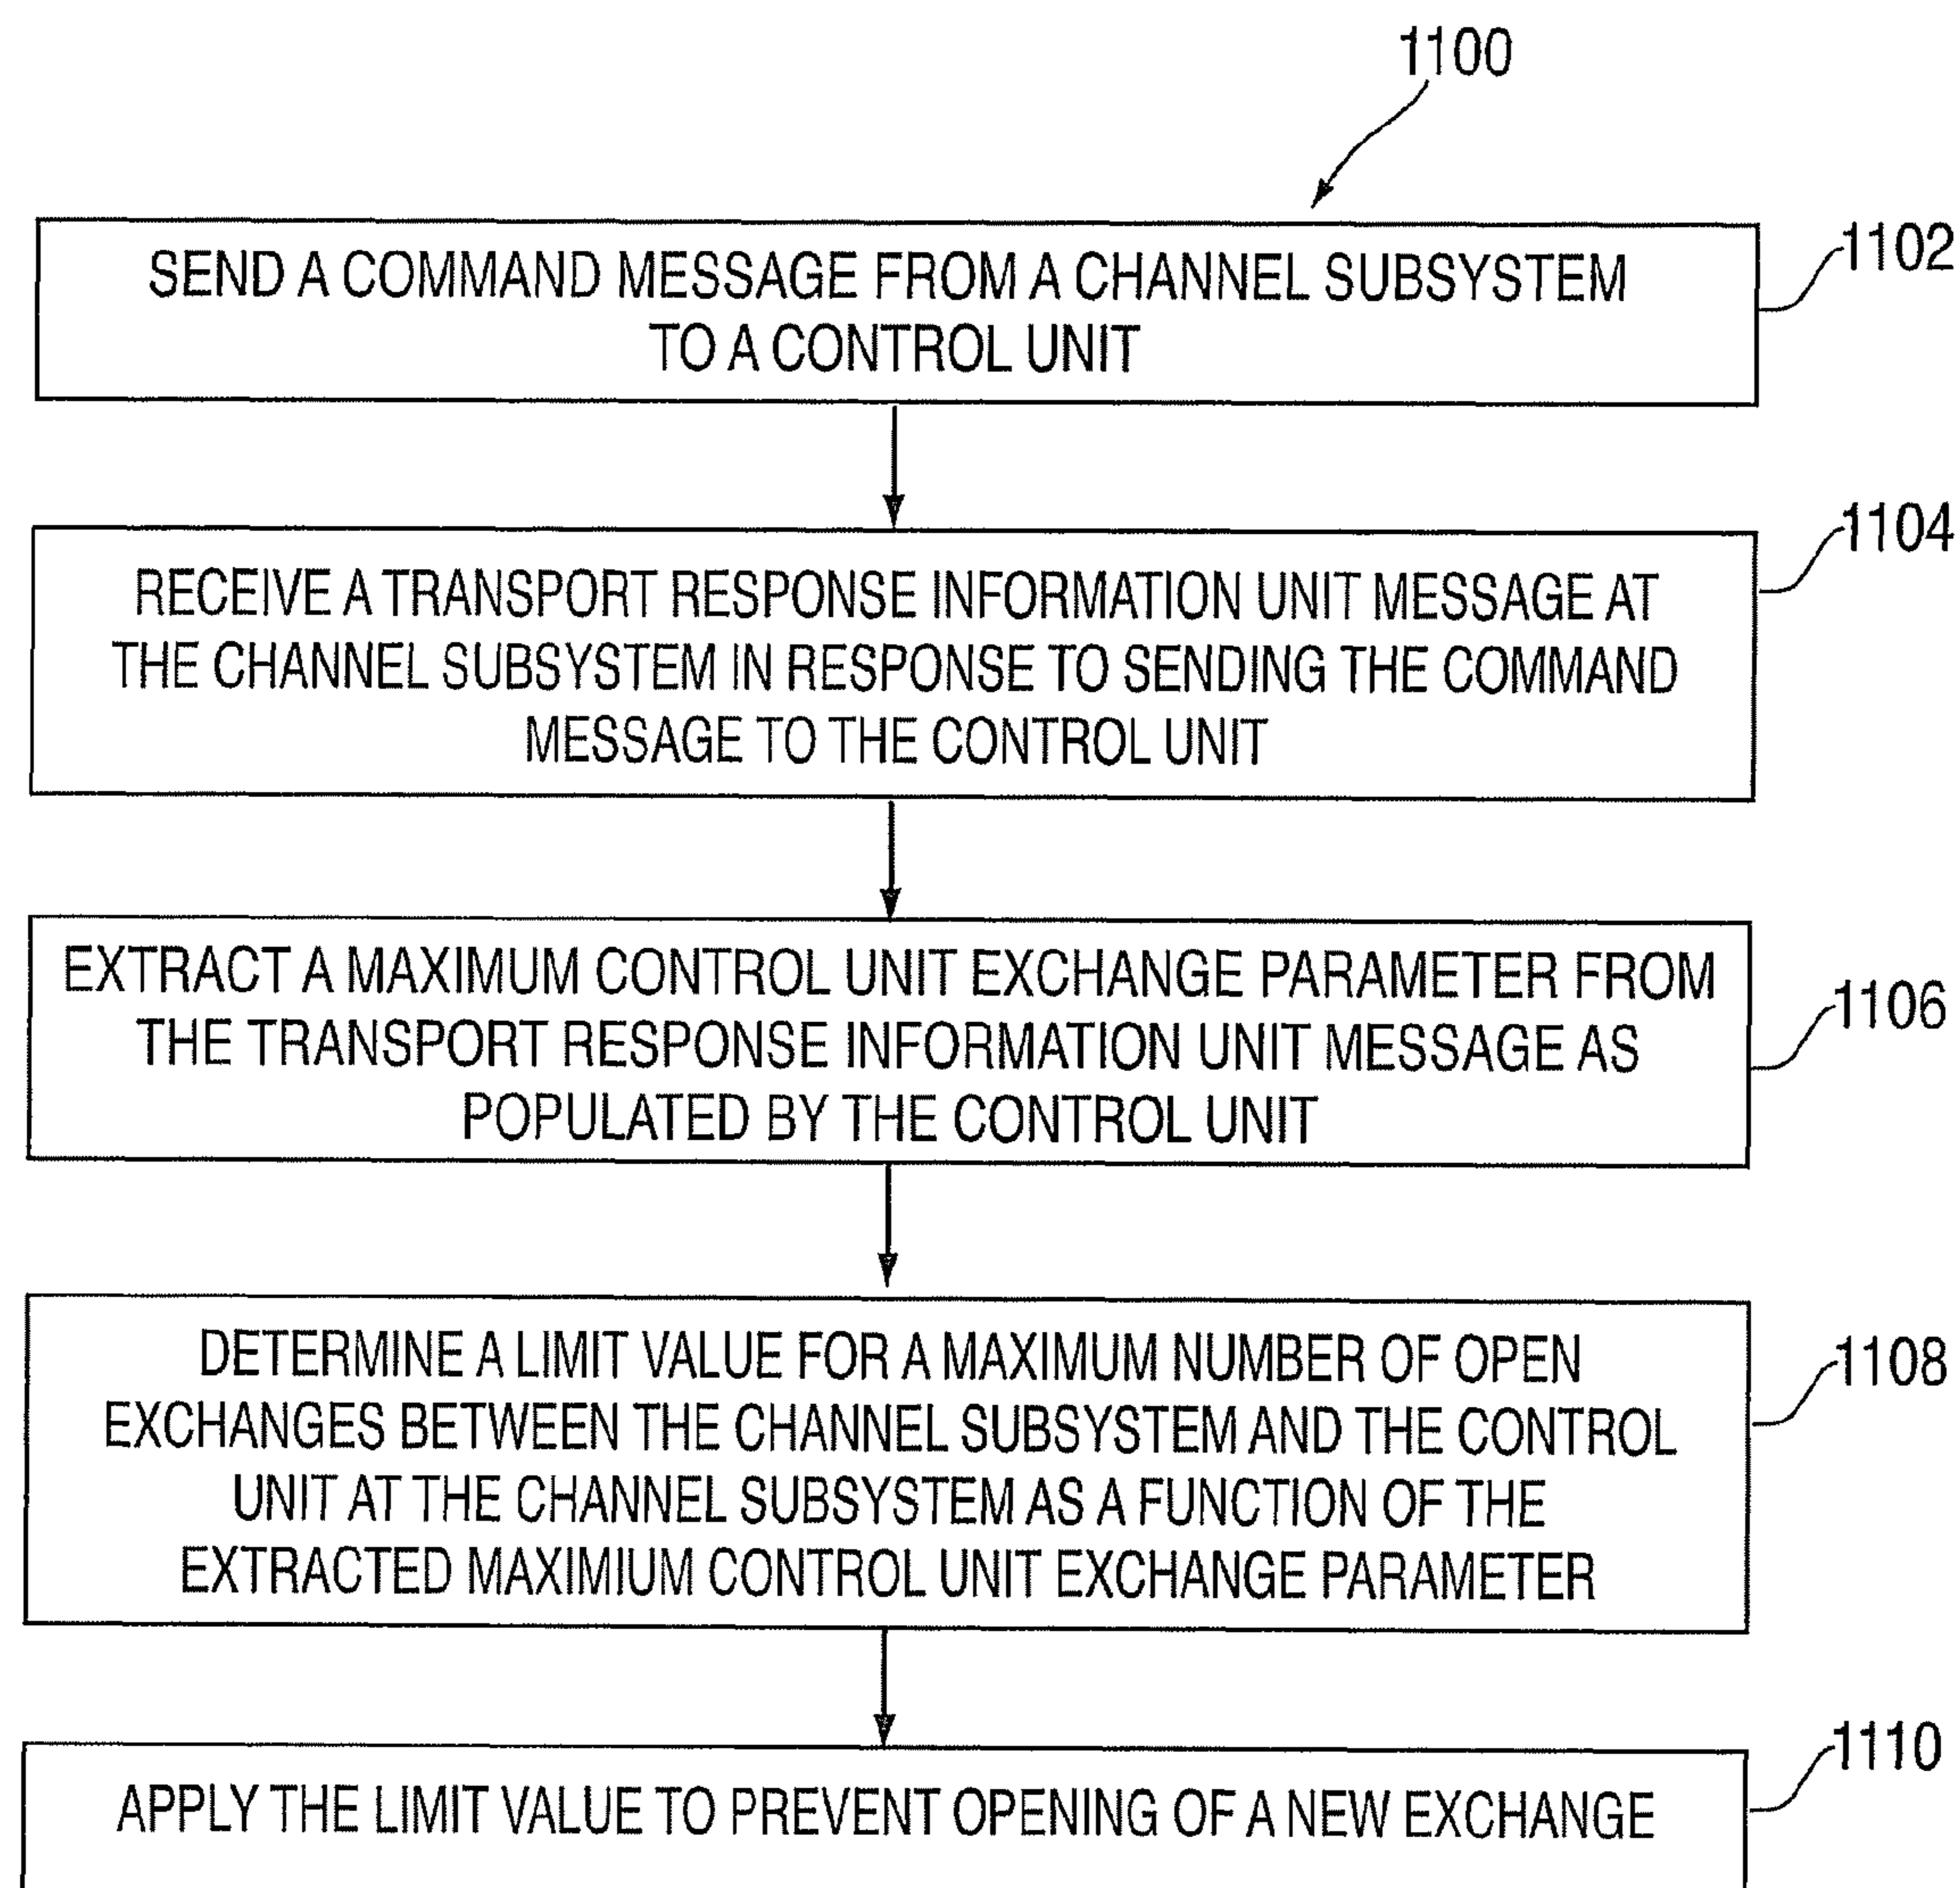 1100
SEND A COMMAND MESSAGE FROM A CHANNEL SUBSYSTEM
TO A CONTROL UNIT
1102
RECEIVE A TRANSPORT RESPONSE INFORMATION UNIT MESSAGE AT
THE CHANNEL SUBSYSTEM IN RESPONSE TO SENDING THE COMMAND
MESSAGE TO THE CONTROL UNIT
1104
EXTRACT A MAXIMUM CONTROL UNIT EXCHANGE PARAMETER FROM
THE TRANSPORT RESPONSE INFORMATION UNIT MESSAGE AS
POPULATED BY THE CONTROL UNIT
1106
DETERMINE A LIMIT VALUE FOR A MAXIMUM NUMBER OF OPEN
EXCHANGES BETWEEN THE CHANNEL SUBSYSTEM AND THE CONTROL
UNIT AT THE CHANNEL SUBSYSTEM AS A FUNCTION OF THE
EXTRACTED MAXIMIUM CONTROL UNIT EXCHANGE PARAMETER
1108
APPLY THE LIMIT VALUE TO PREVENT OPENING OF A NEW EXCHANGE
1110